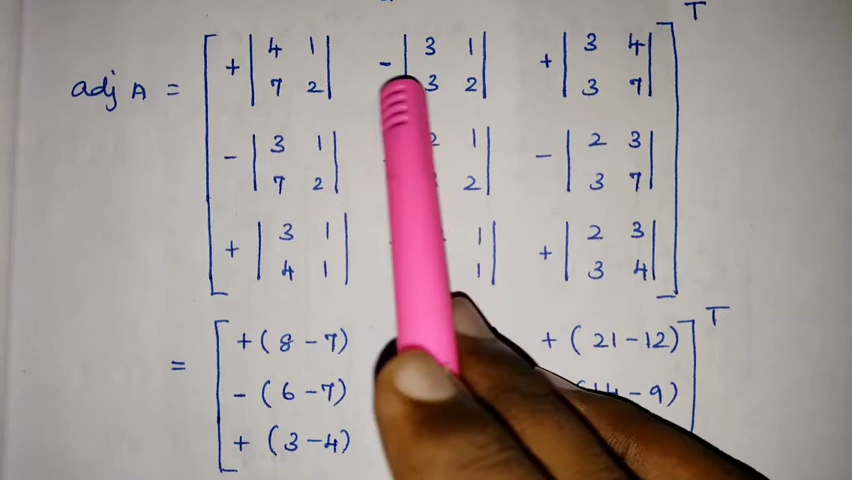 T
adj A = + | 4 1 | - | 3 1 | + | 3 4 |
| 7 2 | 3 2 | | 3 7 |
- | 3 1 | 2 1 | - | 2 3 |
| 7 2 | 2 | | 3 7 |
+ | 3 1 | 1 | + | 2 3 |
| 4 1 | 1 | | 3 4 |
T
+ ( 8 - 7 ) + ( 21 - 12 )
= - ( 6 - 7 ) ( 14 - 9 )
+ ( 3 - 4 )